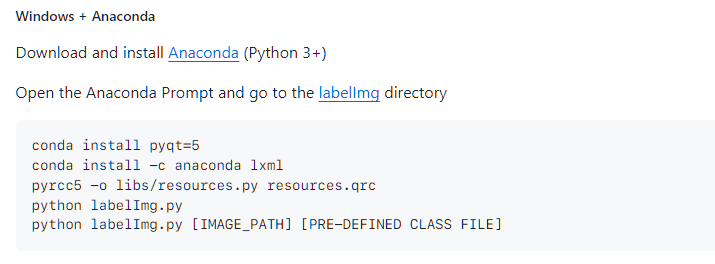 Windows + Anaconda
Download and install Anaconda (Python 3+)
Open the Anaconda Prompt and go to the labelImg directory
conda install pyqt=5
conda install -c anaconda lxml
pyrcc5 -o libs/resources.py resources.qrc
python labelImg.py
python labelImg.py [IMAGE_PATH] [PRE-DEFINED CLASS FILE]